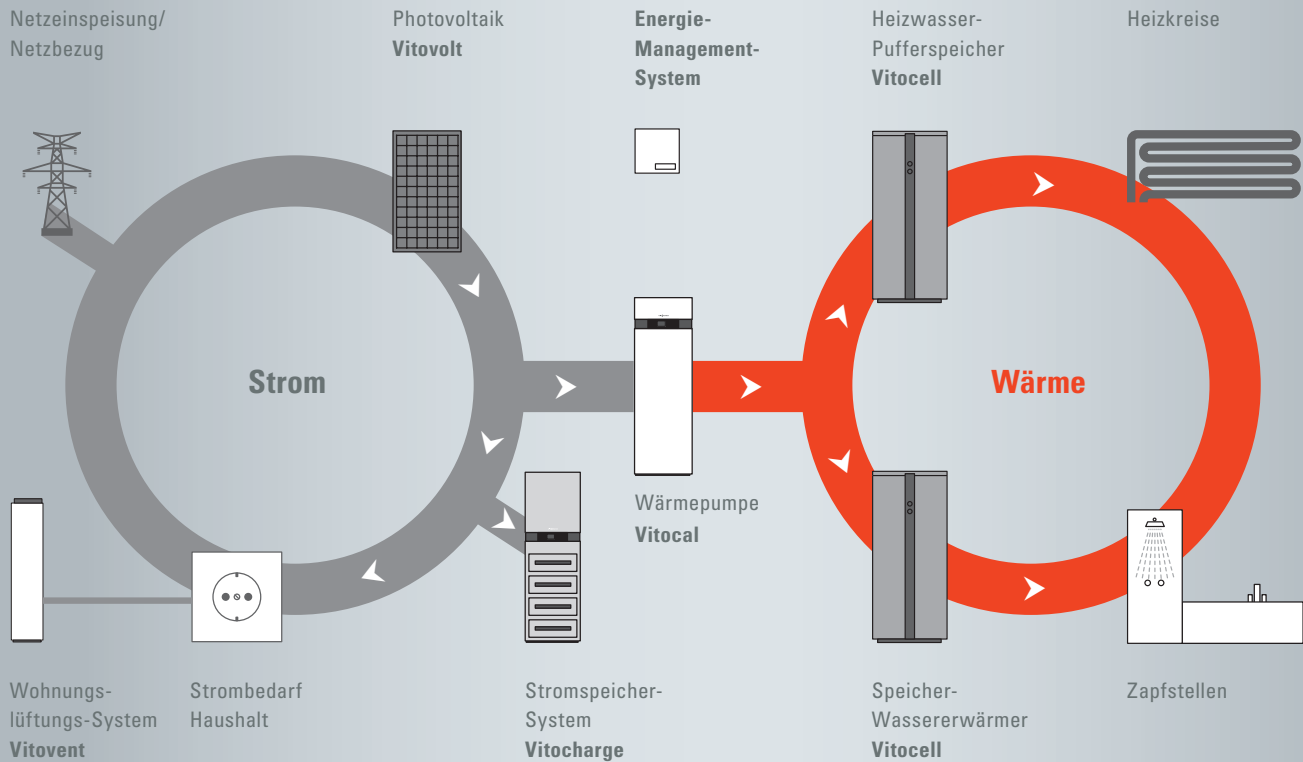 Netzeinspeisung/
Netzbezug
Photovoltaik
Vitovolt
Energie-
Management-
System
Heizwasser-
Pufferspeicher
Vitocell
Heizkreise
Strom
Wärme
Wärmepumpe
Vitocal
Wohnungs-
lüftungs-System
Vitovent
Strombedarf
Haushalt
Stromspeicher-
System
Vitocharge
Speicher-
Wassererwärmer
Vitocell
Zapfstellen